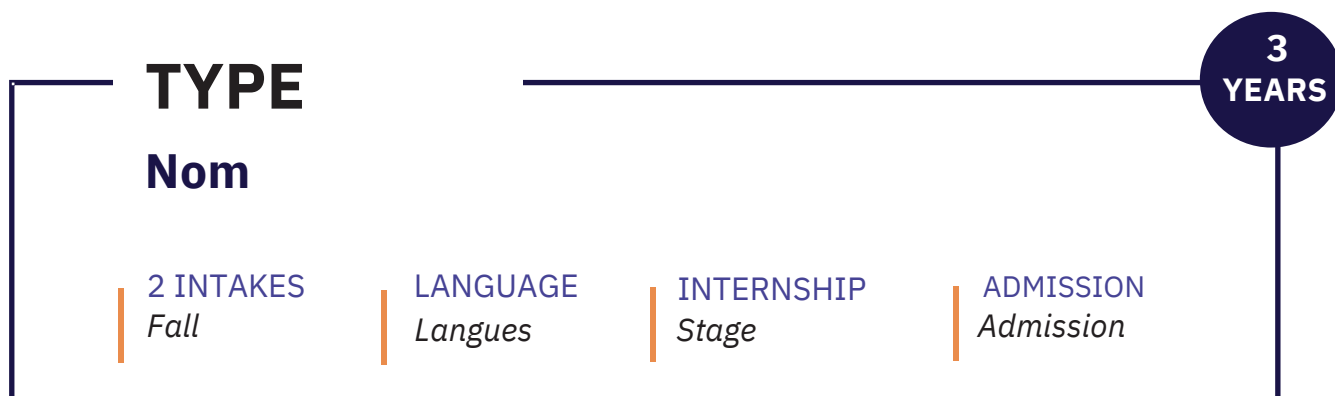 3
YEARS
TYPE
Nom
2 INTAKES
Fall
LANGUAGE
Langues
INTERNSHIP
Stage
ADMISSION
Admission